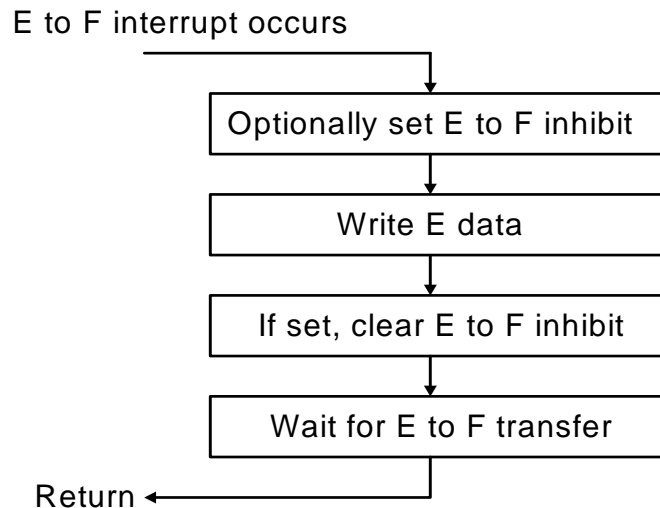 E to F interrupt occurs
Optionally set E to F inhibit
Write E data
If set, clear E to F inhibit
Wait for E to F transfer
Return